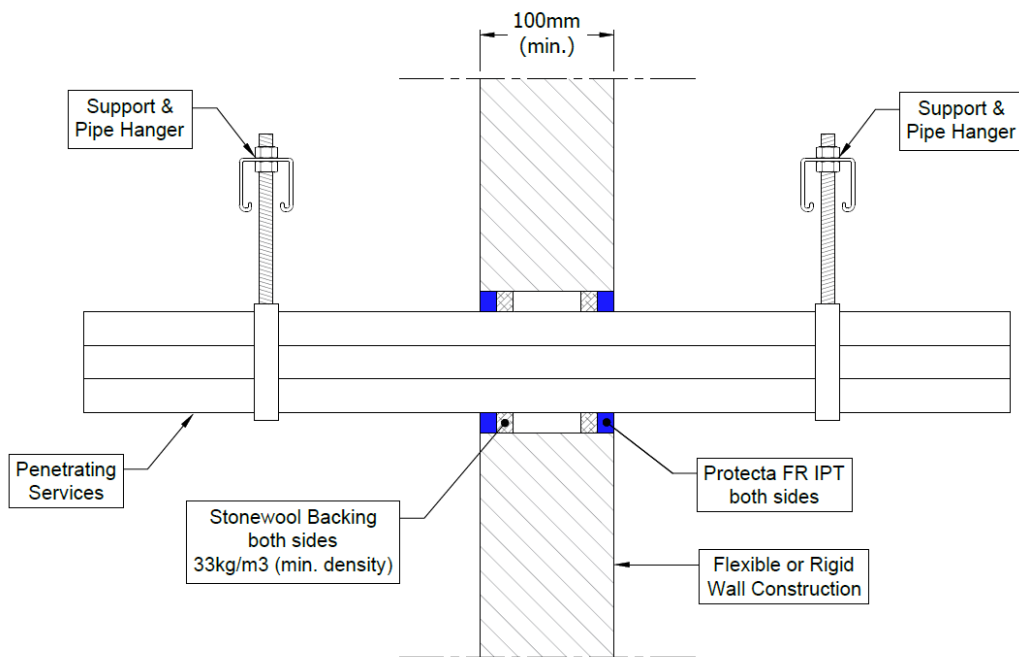 100mm
(min.)
Support &
Pipe Hanger
Support &
Pipe Hanger
Penetrating
Services
Stonewool Backing
both sides
33kg/m3 (min. density)
Protecta FR IPT
both sides
Flexible or Rigid
Wall Construction